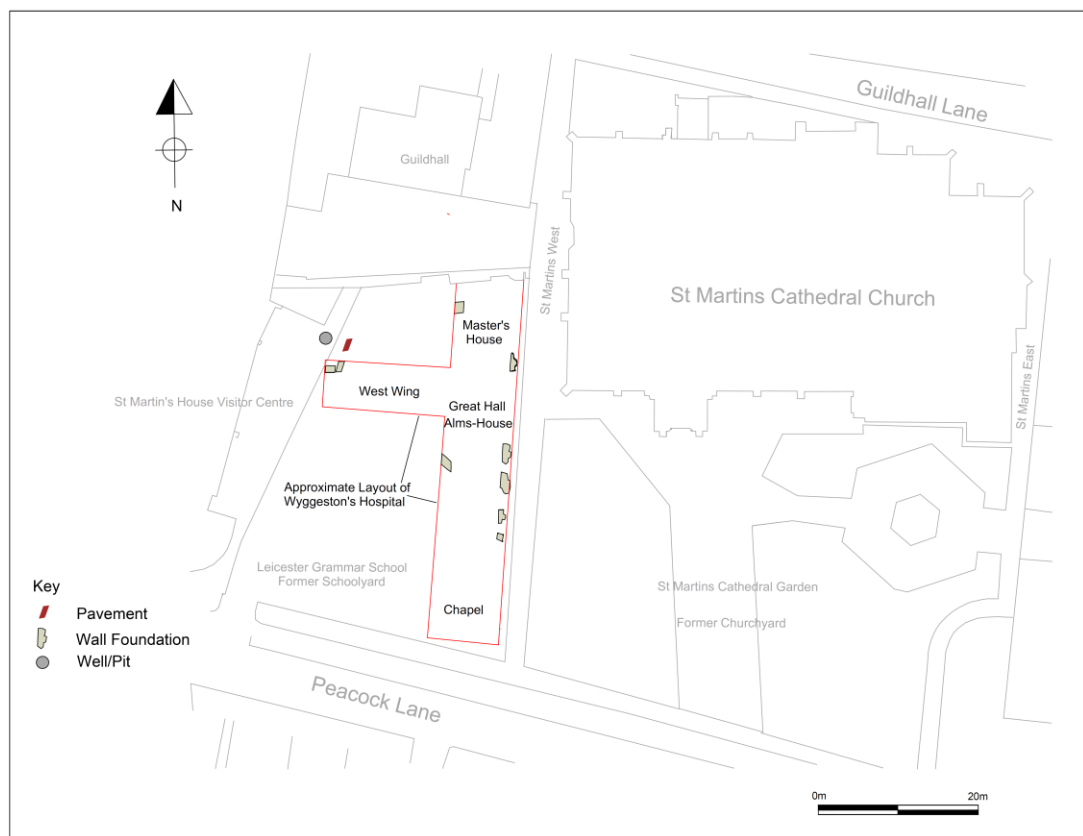 Guildhall Lane
Guildhall
N
St Martins West
St Martins Cathedral Church
Master's
House
St Martins East
West Wing
St Martin's House Visitor Centre
Great Hall
Alms-House
Approximate Layout of
Wyggeston's Hospital
Leicester Grammar School
Former Schoolyard
St Martins Cathedral Garden
Former Churchyard
Key
Pavement
Wall Foundation
Well/Pit
Chapel
Peacock Lane
0m
20m